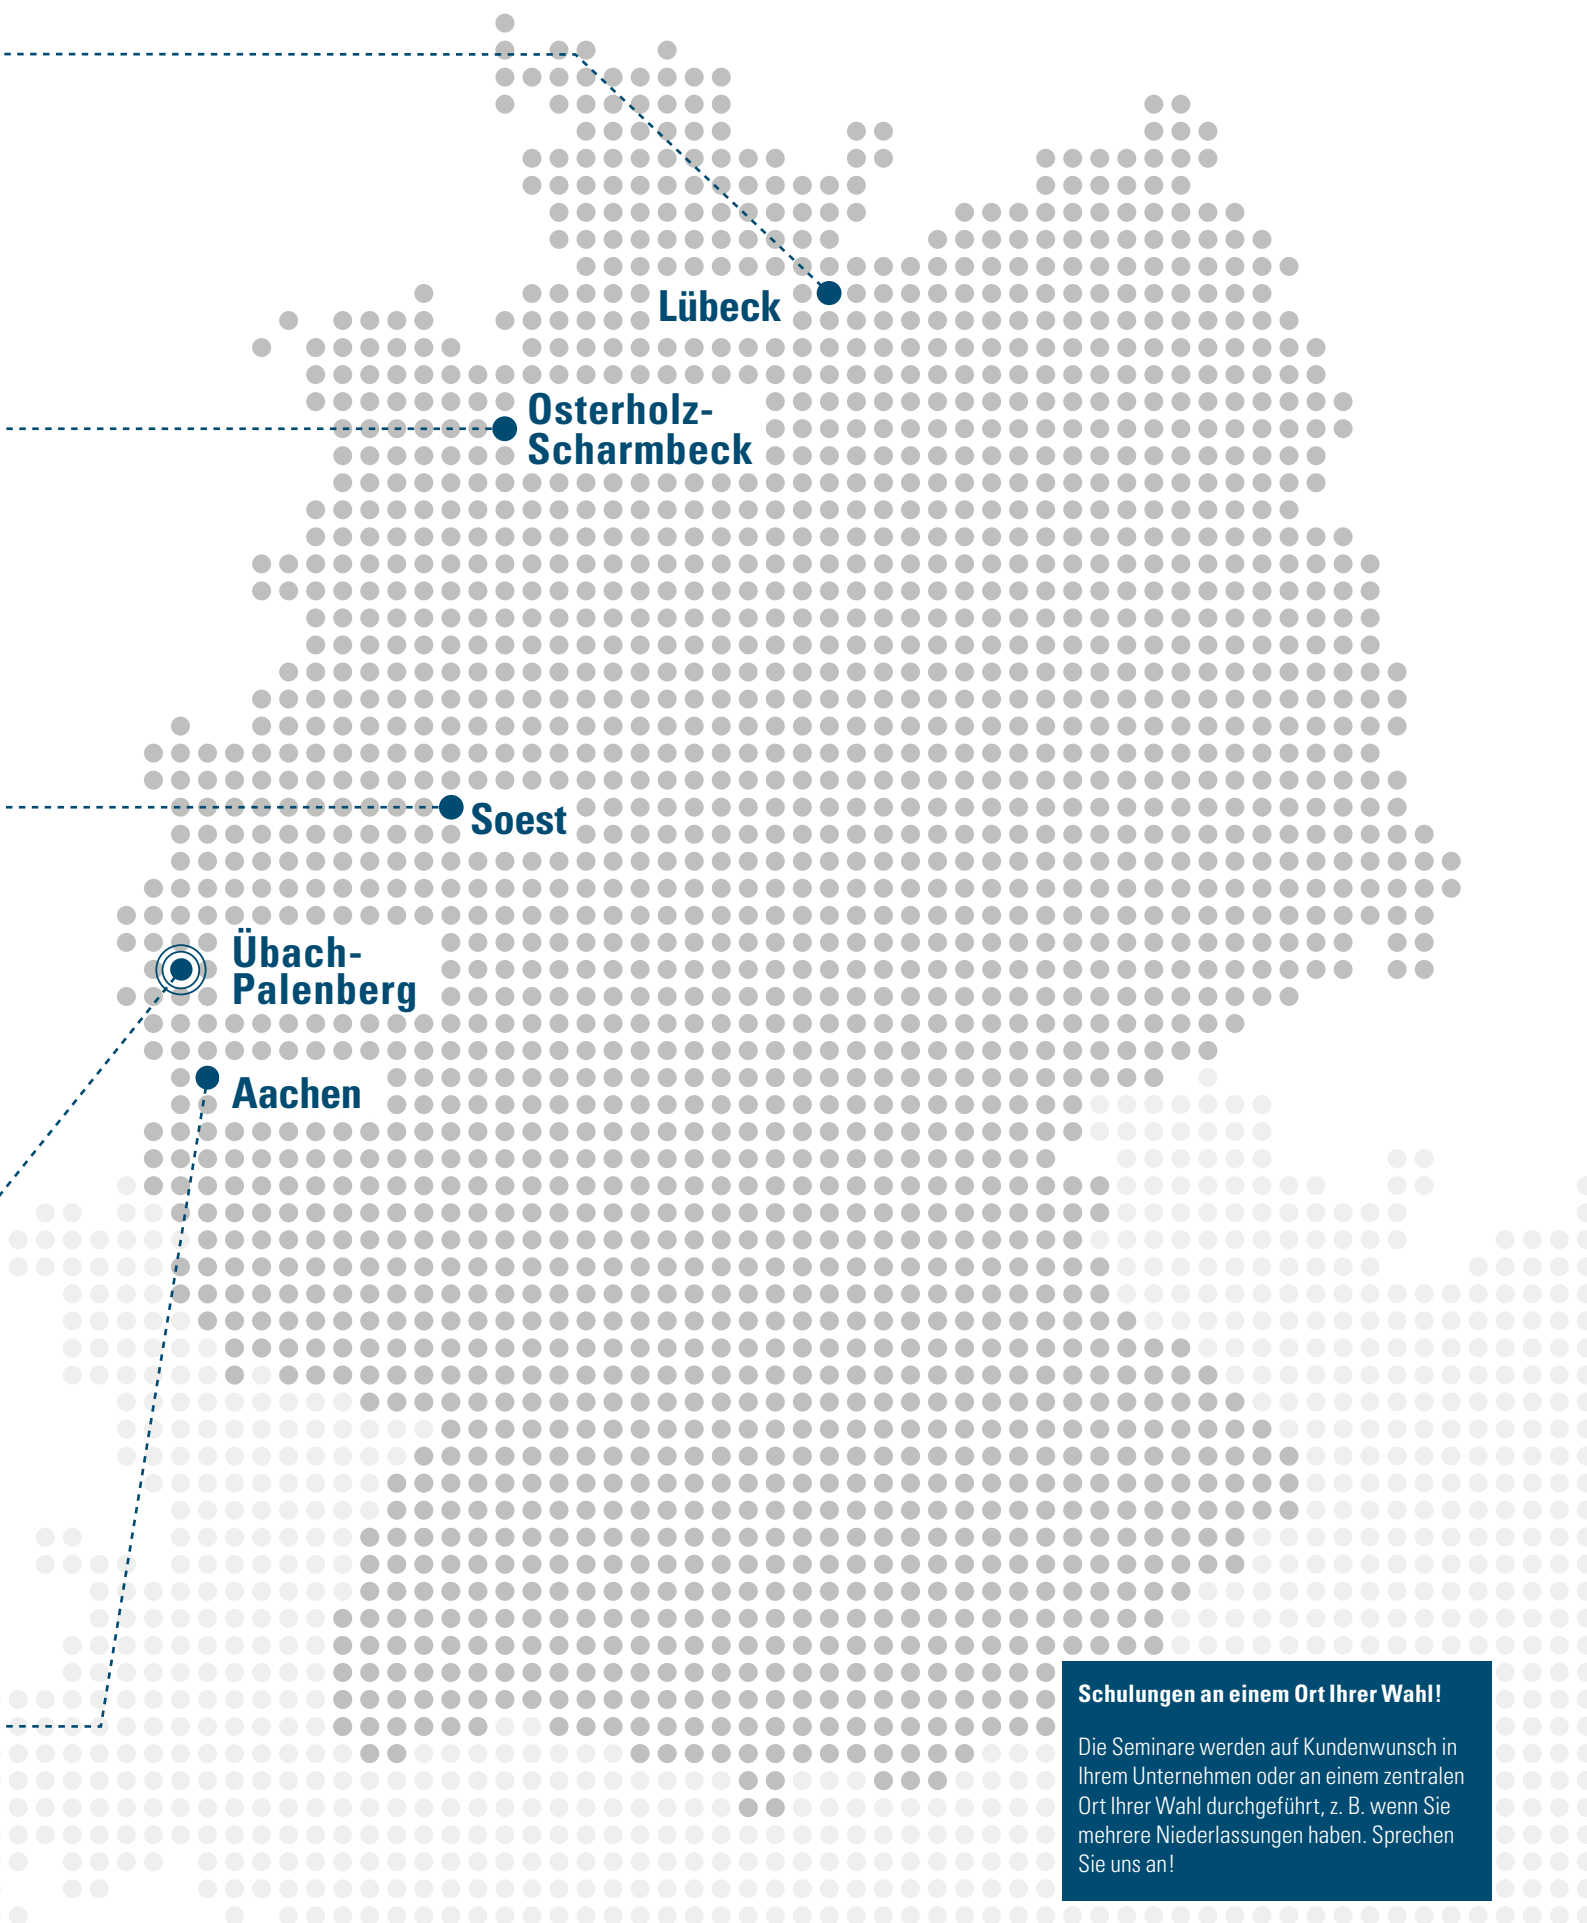 Lübeck
Osterholz-
Scharmbeck
Soest
Übach-
Palenberg
Aachen
Schulungen an einem Ort Ihrer Wahl!
Die Seminare werden auf Kundenwunsch in
Ihrem Unternehmen oder an einem zentralen
Ort Ihrer Wahl durchgeführt, z. B. wenn Sie
mehrere Niederlassungen haben. Sprechen
Sie uns an!